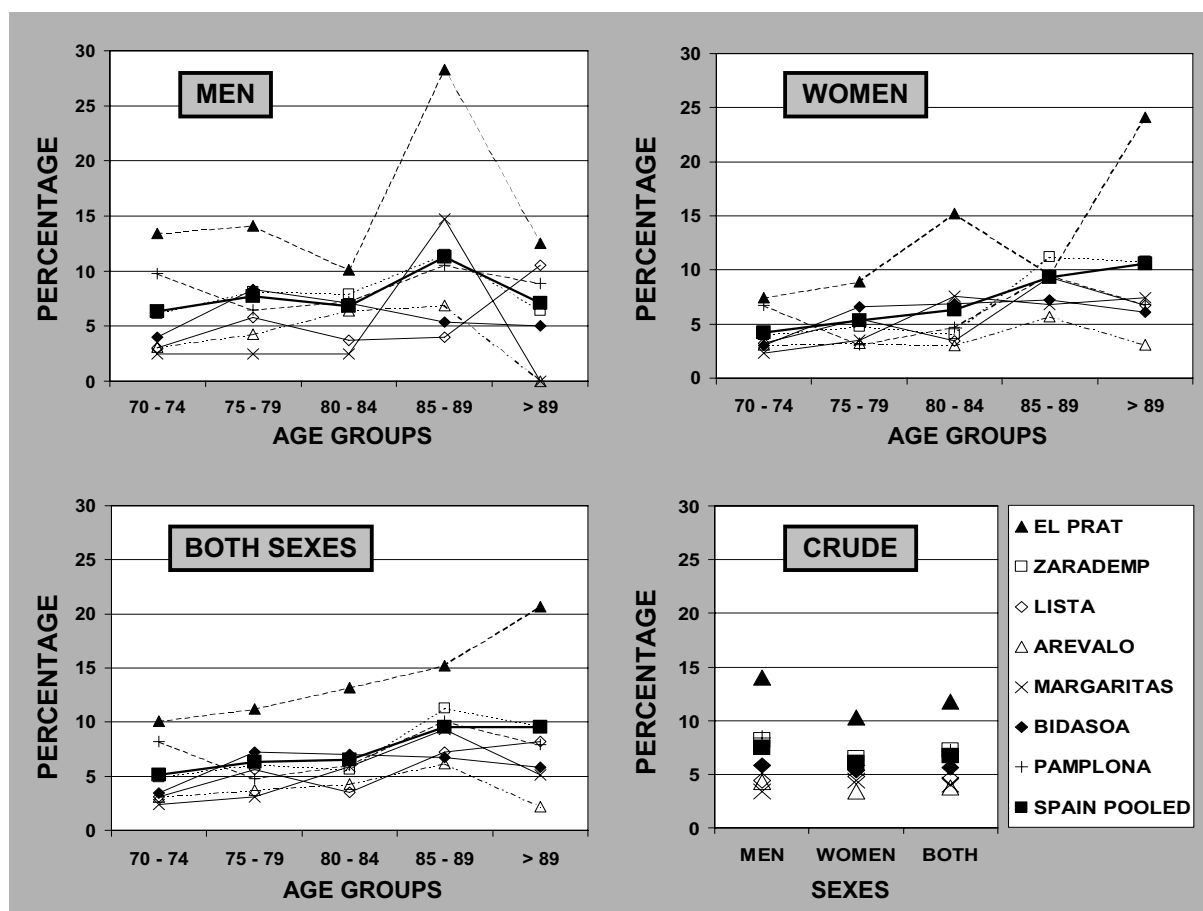 30
25
20
15
10
5
0
PERCENTAGE
MEN
70 - 74 75 - 79 80 - 84 85 - 89 > 89
AGE GROUPS
30
25
20
15
10
5
0
PERCENTAGE
WOMEN
70 - 74 75 - 79 80 - 84 85 - 89 > 89
AGE GROUPS
30
25
20
15
10
5
0
PERCENTAGE
BOTH SEXES
70 - 74 75 - 79 80 - 84 85 - 89 > 89
AGE GROUPS
30
25
20
15
10
5
0
PERCENTAGE
CRUDE
MEN WOMEN BOTH
SEXES
EL PRAT
ZARADEMP
LISTA
AREVALO
MARGARITAS
BIDASOA
PAMPLONA
SPAIN POOLED